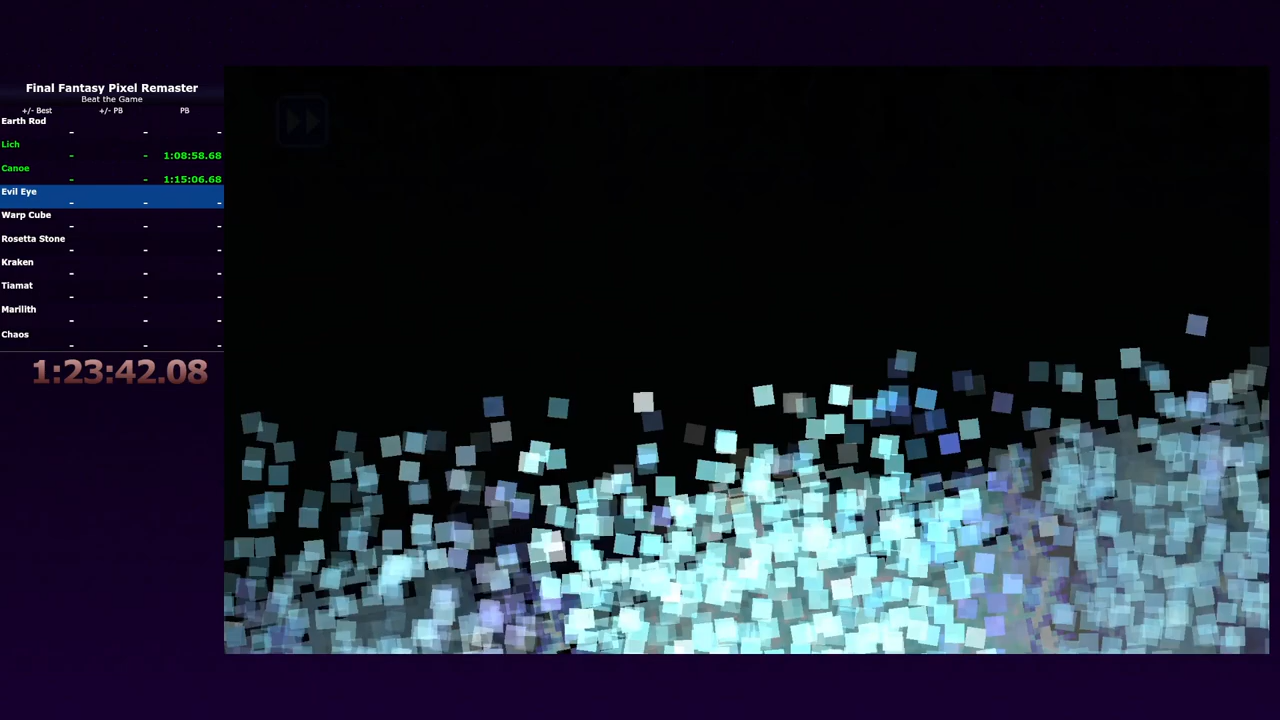 Final Fantasy Pixel Remaster
Beat the Game
+/- Best +/- PB PB
Earth Rod
- - -
Lich
- - 1:08:58.68
Canoe
- - 1:15:06.68
Evil Eye
- - -
Warp Cube
- - -
Rosetta Stone
- - -
Kraken
- - -
Tiamat
- - -
Marilith
- - -
Chaos
- - -
1:23:42.08